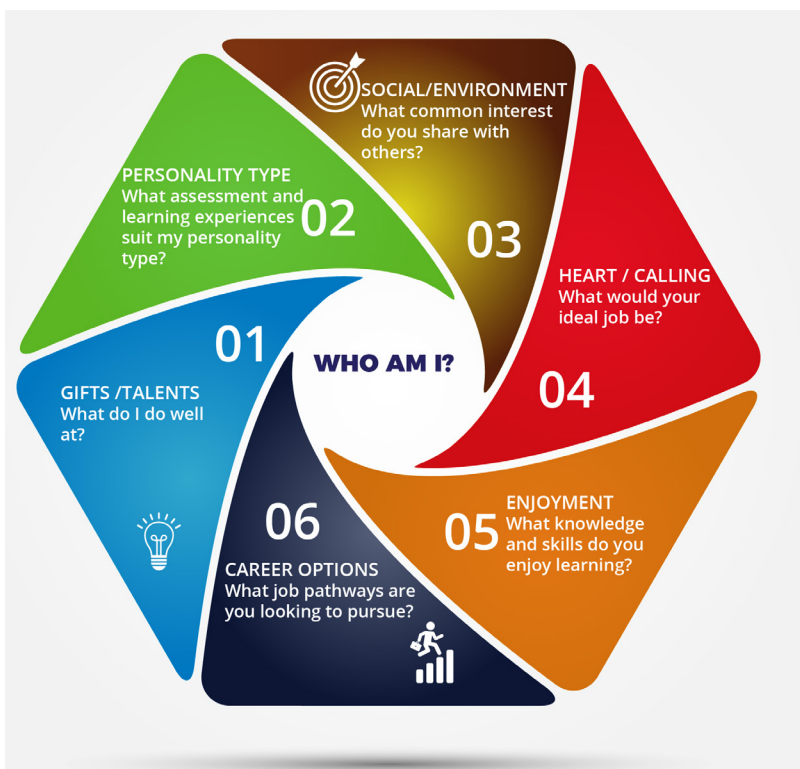 WHO AM I?
01
GIFTS /TALENTS
What do I do well
at?
02
PERSONALITY TYPE
What assessment and
learning experiences
suit my personality
type?
03
SOCIAL/ENVIRONMENT
What common interest
do you share with
others?
04
HEART / CALLING
What would your
ideal job be?
05
ENJOYMENT
What knowledge
and skills do you
enjoy learning?
06
CAREER OPTIONS
What job pathways are
you looking to pursue?